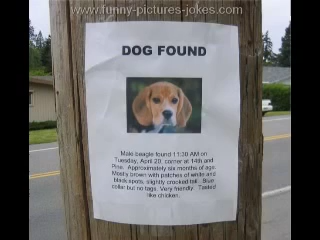 www.funny-pictures-jokes.com
DOG FOUND
Male beagle found 11:30 AM on
Tuesday, April 20, corner at 14th and
Pine. Approximately six months of age.
Mostly brown with patches of white and
black spots, slightly crooked tail. Blue
collar but no tags. Very friendly. Tasted
like chicken.